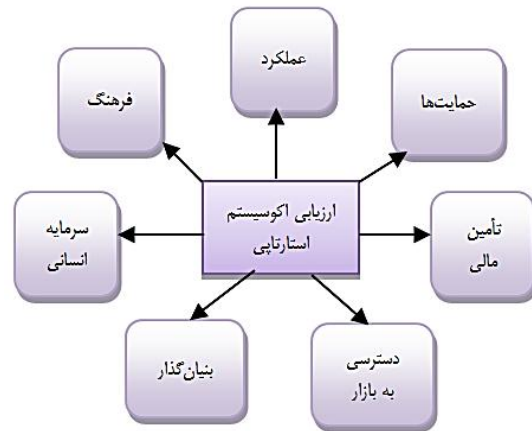 عملکرد
حمایت‌ها
فرهنگ
ارزیابی اکوسیستم
استارتاپی
تأمین
مالی
سرمایه
انسانی
دسترسی
به بازار
بنیان‌گذار